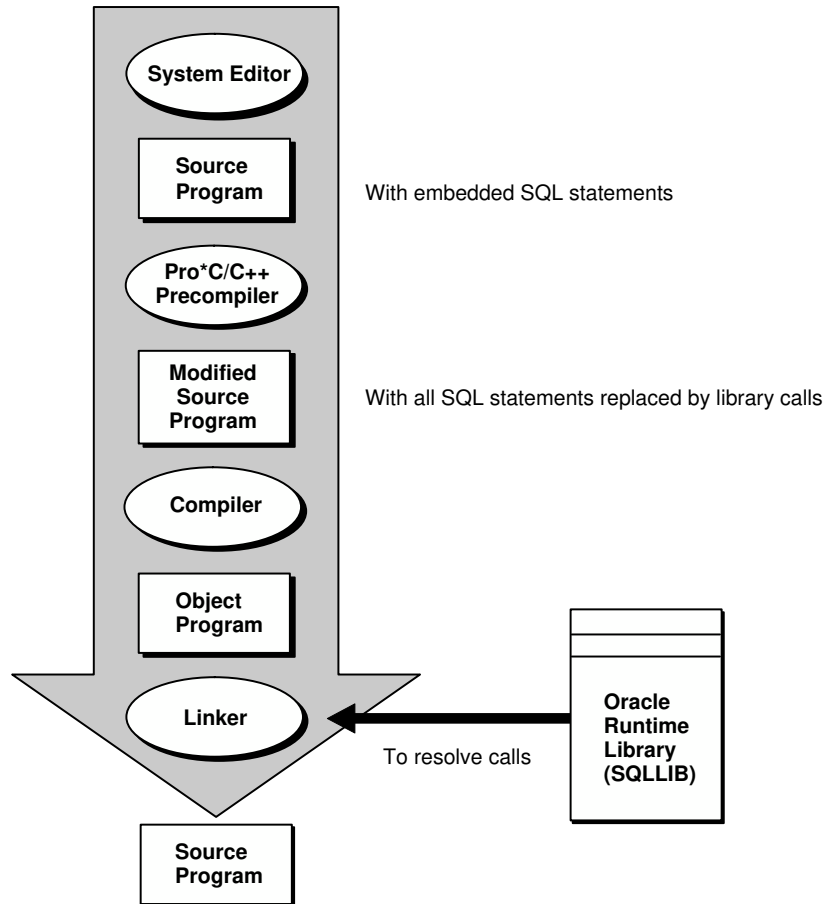 System Editor
Source
Program
With embedded SQL statements
Pro*C/C++
Precompiler
Modified
Source
Program
With all SQL statements replaced by library calls
Compiler
Object
Program
Linker
To resolve calls
Oracle
Runtime
Library
(SQLLIB)
Source
Program